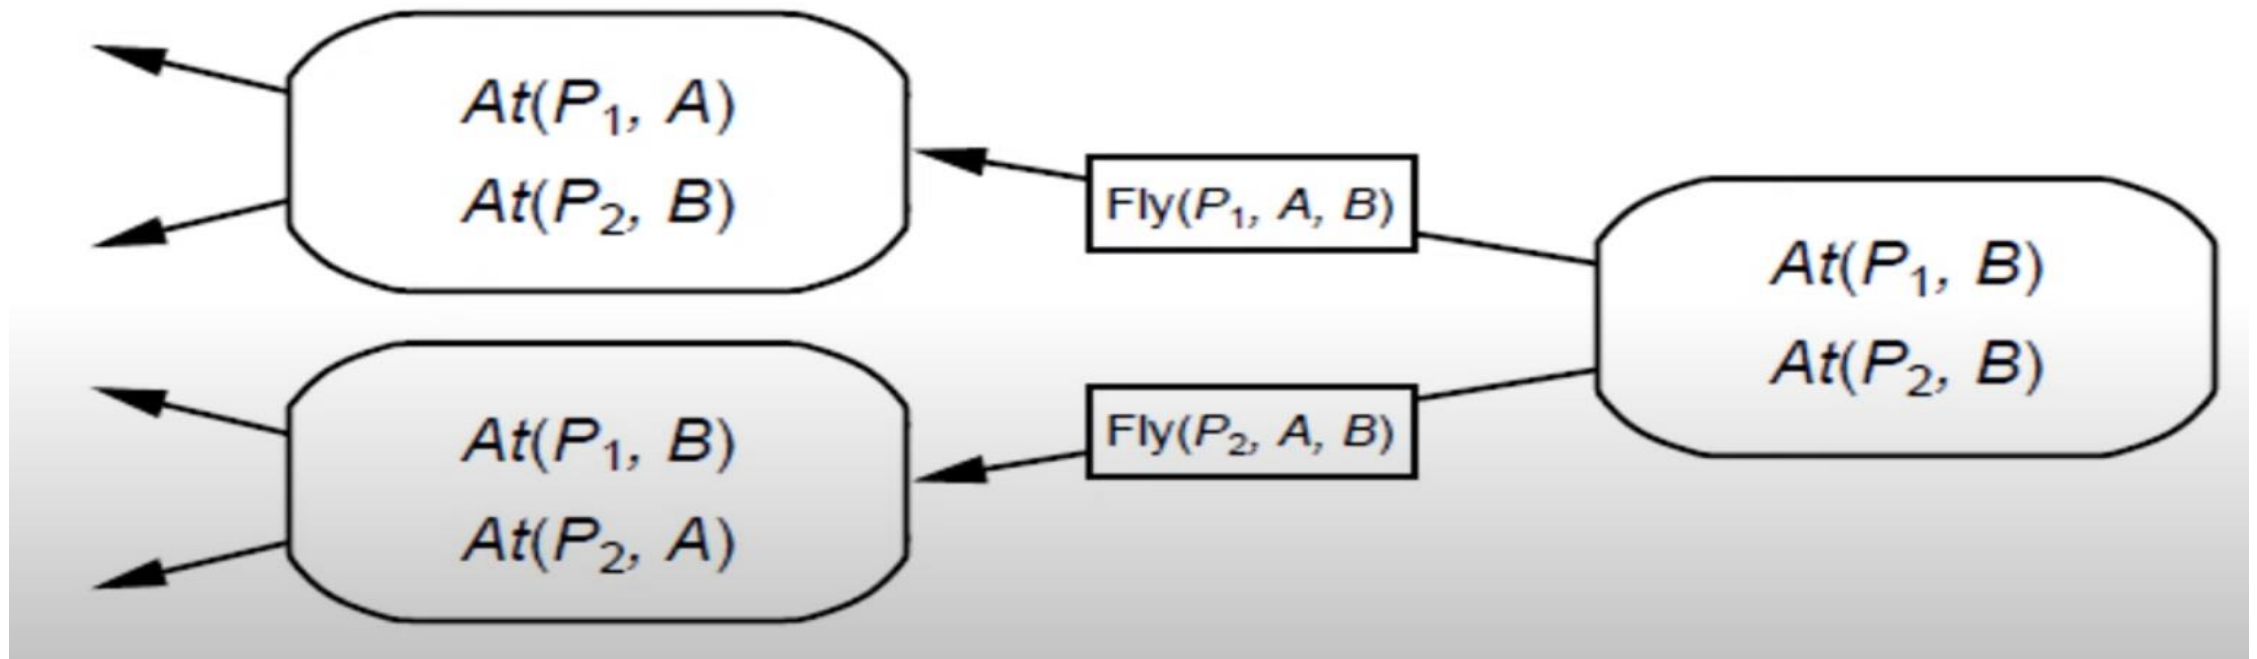 At(P₁, A)
At(P₂, B)
Fly(P₁, A, B)
At(P₁, B)
At(P₂, B)
At(P₁, B)
At(P₂, A)
Fly(P₂, A, B)